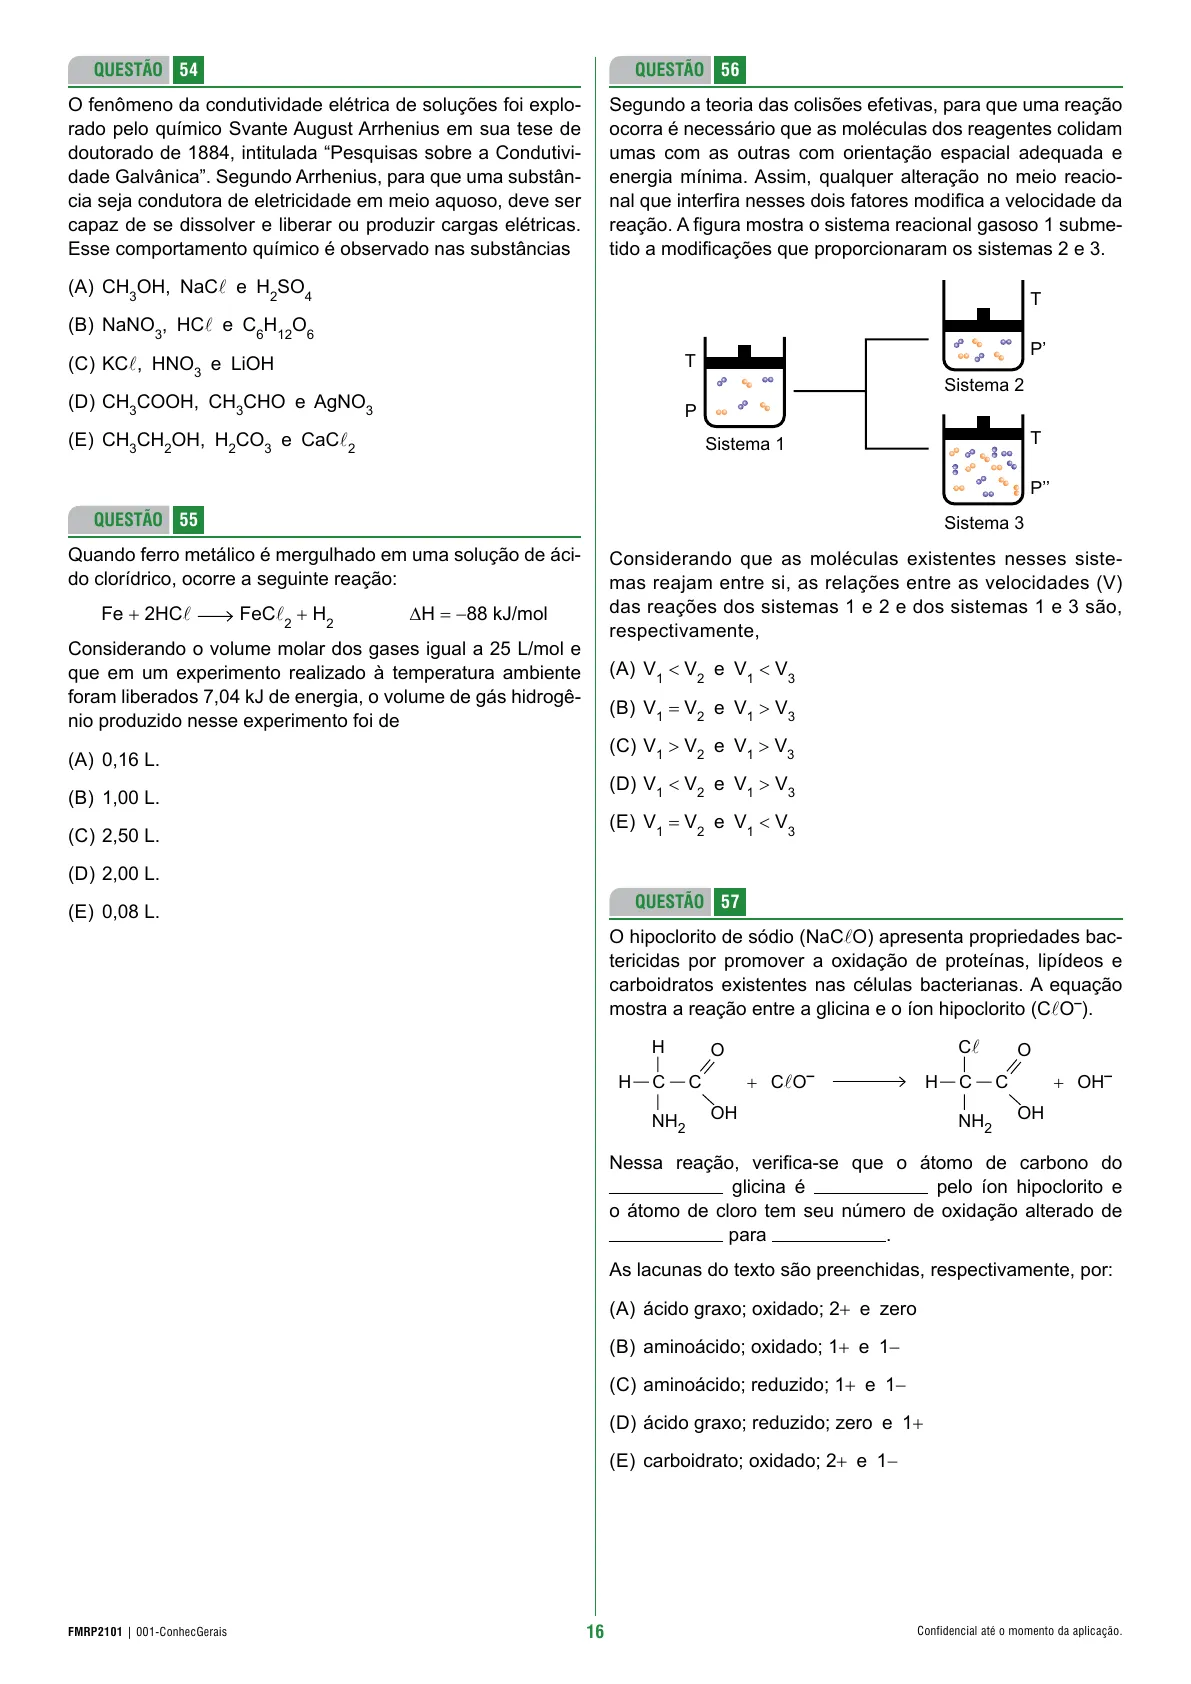 QUESTÃO 54
O fenômeno da condutividade elétrica de soluções foi explo-
rado pelo químico Svante August Arrhenius em sua tese de
doutorado de 1884, intitulada “Pesquisas sobre a Condutivi-
dade Galvânica”. Segundo Arrhenius, para que uma substân-
cia seja condutora de eletricidade em meio aquoso, deve ser
capaz de se dissolver e liberar ou produzir cargas elétricas.
Esse comportamento químico é observado nas substâncias
(A) CH₃OH, NaCℓ e H₂SO₄
(B) NaNO₃, HCℓ e C₆H₁₂O₆
(C) KCℓ, HNO₃ e LiOH
(D) CH₃COOH, CH₃CHO e AgNO₃
(E) CH₃CH₂OH, H₂CO₃ e CaCℓ₂
QUESTÃO 55
Quando ferro metálico é mergulhado em uma solução de áci-
do clorídrico, ocorre a seguinte reação:
Fe + 2HCℓ ⟶ FeCℓ₂ + H₂ ΔH = –88 kJ/mol
Considerando o volume molar dos gases igual a 25 L/mol e
que em um experimento realizado à temperatura ambiente
foram liberados 7,04 kJ de energia, o volume de gás hidrogê-
nio produzido nesse experimento foi de
(A) 0,16 L.
(B) 1,00 L.
(C) 2,50 L.
(D) 2,00 L.
(E) 0,08 L.
QUESTÃO 56
Segundo a teoria das colisões efetivas, para que uma reação
ocorra é necessário que as moléculas dos reagentes colidam
umas com as outras com orientação espacial adequada e
energia mínima. Assim, qualquer alteração no meio reacio-
nal que interfira nesses dois fatores modifica a velocidade da
reação. A figura mostra o sistema reacional gasoso 1 subme-
tido a modificações que proporcionaram os sistemas 2 e 3.
T
P
Sistema 1
T
P’
Sistema 2
T
P’’
Sistema 3
Considerando que as moléculas existentes nesses siste-
mas reajam entre si, as relações entre as velocidades (V)
das reações dos sistemas 1 e 2 e dos sistemas 1 e 3 são,
respectivamente,
(A) V₁ < V₂ e V₁ < V₃
(B) V₁ = V₂ e V₁ > V₃
(C) V₁ > V₂ e V₁ > V₃
(D) V₁ < V₂ e V₁ > V₃
(E) V₁ = V₂ e V₁ < V₃
QUESTÃO 57
O hipoclorito de sódio (NaCℓO) apresenta propriedades bac-
tericidas por promover a oxidação de proteínas, lipídeos e
carboidratos existentes nas células bacterianas. A equação
mostra a reação entre a glicina e o íon hipoclorito (CℓO⁻).
H O Cℓ O
H — C — C + CℓO⁻ ⟶ H — C — C + OH⁻
NH₂ OH NH₂ OH
Nessa reação, verifica-se que o átomo de carbono do
___________ glicina é ___________ pelo íon hipoclorito e
o átomo de cloro tem seu número de oxidação alterado de
___________ para ___________.
As lacunas do texto são preenchidas, respectivamente, por:
(A) ácido graxo; oxidado; 2+ e zero
(B) aminoácido; oxidado; 1+ e 1–
(C) aminoácido; reduzido; 1+ e 1–
(D) ácido graxo; reduzido; zero e 1+
(E) carboidrato; oxidado; 2+ e 1–
FMRP2101 | 001-ConhecGerais
16
Confidencial até o momento da aplicação.